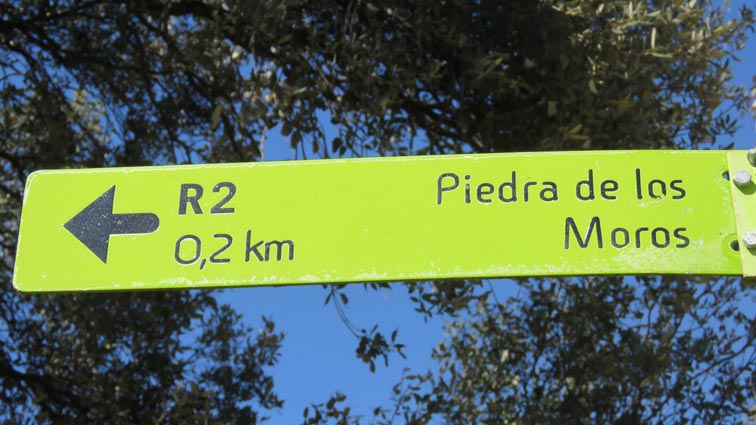 R2
0,2 km
Piedra de los
Moros